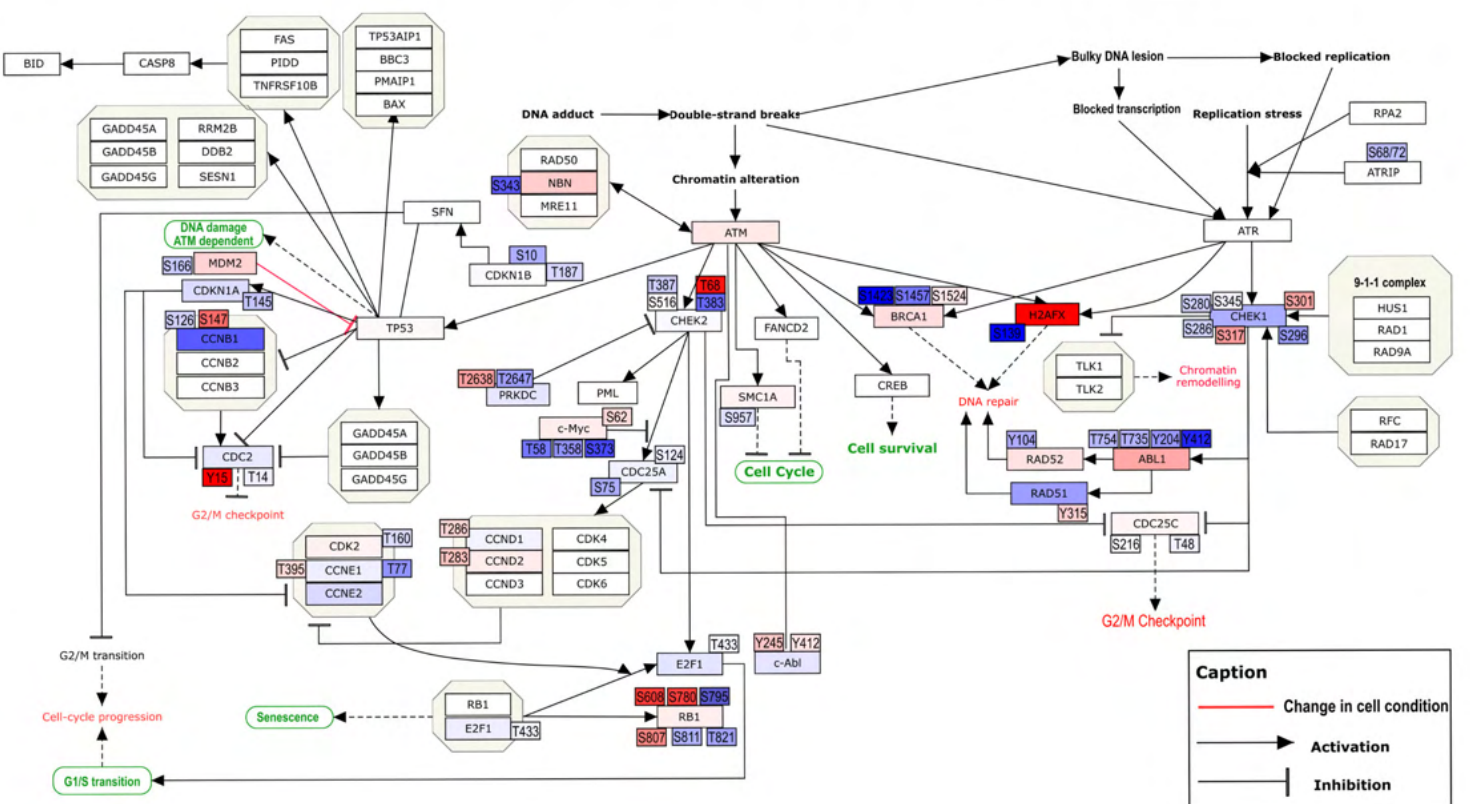 BID
CASP8
FAS
PIDD
TNFRSF10B
TP53AIP1
BBC3
PMAIP1
BAX
GADD45A
GADD45B
GADD45G
RRM2B
DDB2
SESN1
DNA adduct
Double-strand breaks
Bulky DNA lesion
Blocked replication
Blocked transcription
Replication stress
RPA2
S68/72
ATRIP
RAD50
S343
NBN
MRE11
Chromatin alteration
SFN
ATM
ATR
DNA damage
ATM dependent
S166
MDM2
CDKN1A
T145
S10
CDKN1B
T187
S126
S147
CCNB1
CCNB2
CCNB3
TP53
T387
T68
S516
T383
CHEK2
FANCD2
S1423
S1457
S1524
BRCA1
H2AFX
S139
S280
S345
S301
CHEK1
S286
S317
S296
9-1-1 complex
HUS1
RAD1
RAD9A
TLK1
TLK2
Chromatin
remodelling
T2638
T2647
PRKDC
PML
SMC1A
S957
CREB
DNA repair
RFC
RAD17
c-Myc
S62
T58
T358
S373
S124
CDC25A
S75
Cell Cycle
Cell survival
Y104
RAD52
T754
T735
Y204
Y412
ABL1
RAD51
Y315
CDC25C
S216
T48
CDC2
Y15
T14
G2/M checkpoint
GADD45A
GADD45B
GADD45G
CDK2
T160
T395
CCNE1
T77
CCNE2
T286
CCND1
T283
CCND2
CCND3
CDK4
CDK5
CDK6
G2/M Checkpoint
G2/M transition
Cell-cycle progression
G1/S transition
Senescence
RB1
E2F1
T433
E2F1
T433
Y245
Y412
c-Abl
S608
S780
S795
RB1
S807
S811
T821
Caption
Change in cell condition
Activation
Inhibition